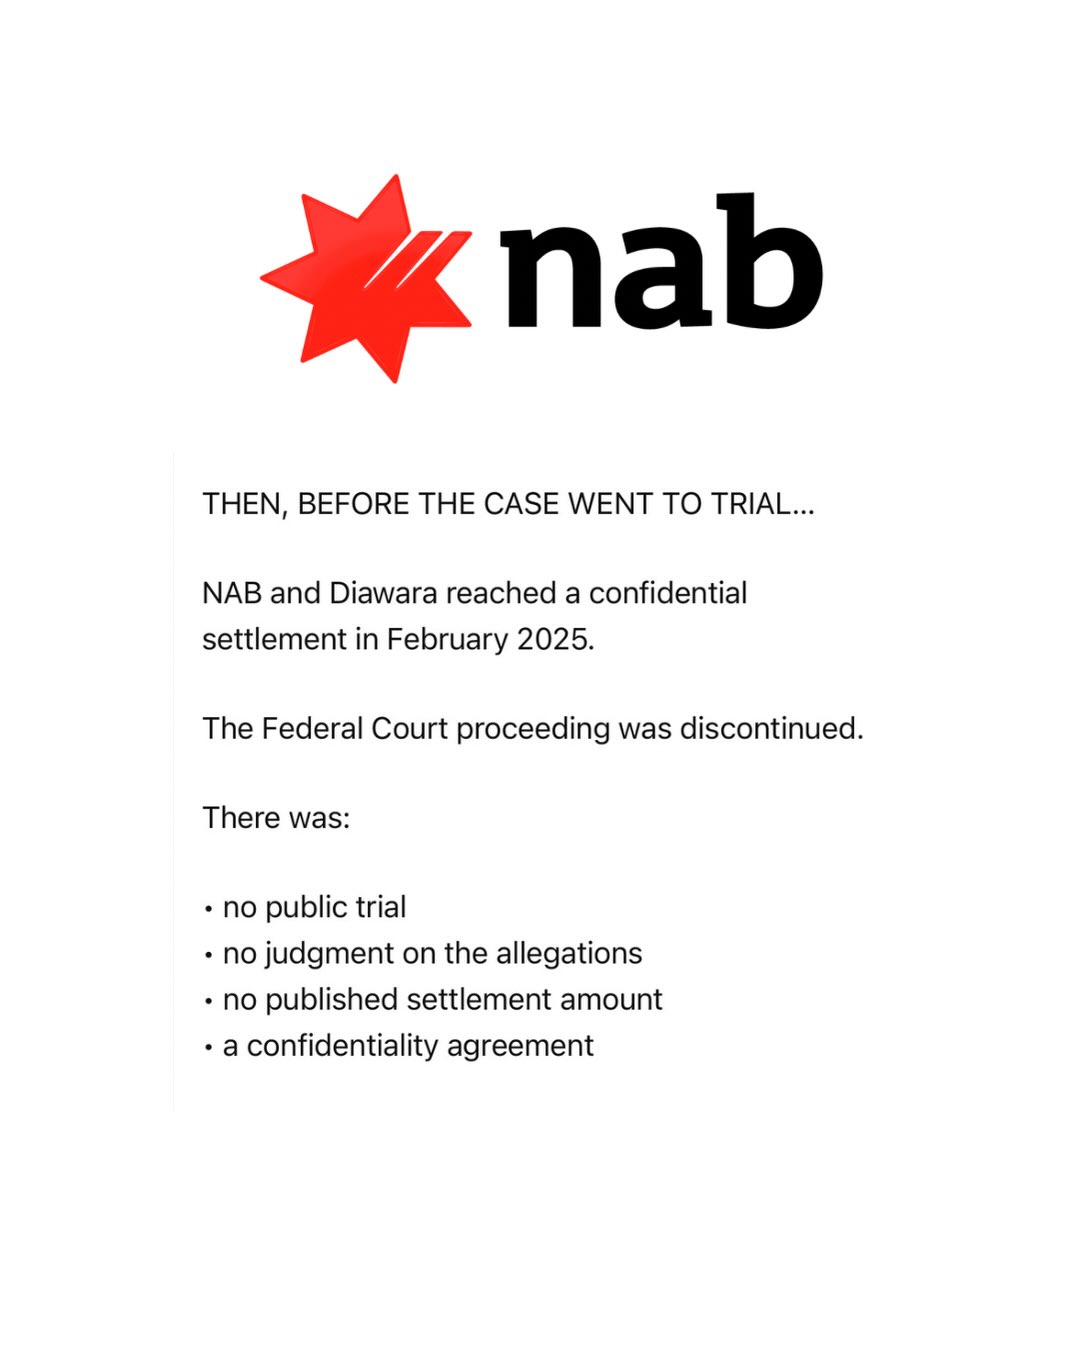 nab
THEN, BEFORE THE CASE WENT TO TRIAL...
NAB and Diawara reached a confidential
settlement in February 2025.
The Federal Court proceeding was discontinued.
There was:
• no public trial
• no judgment on the allegations
• no published settlement amount
• a confidentiality agreement